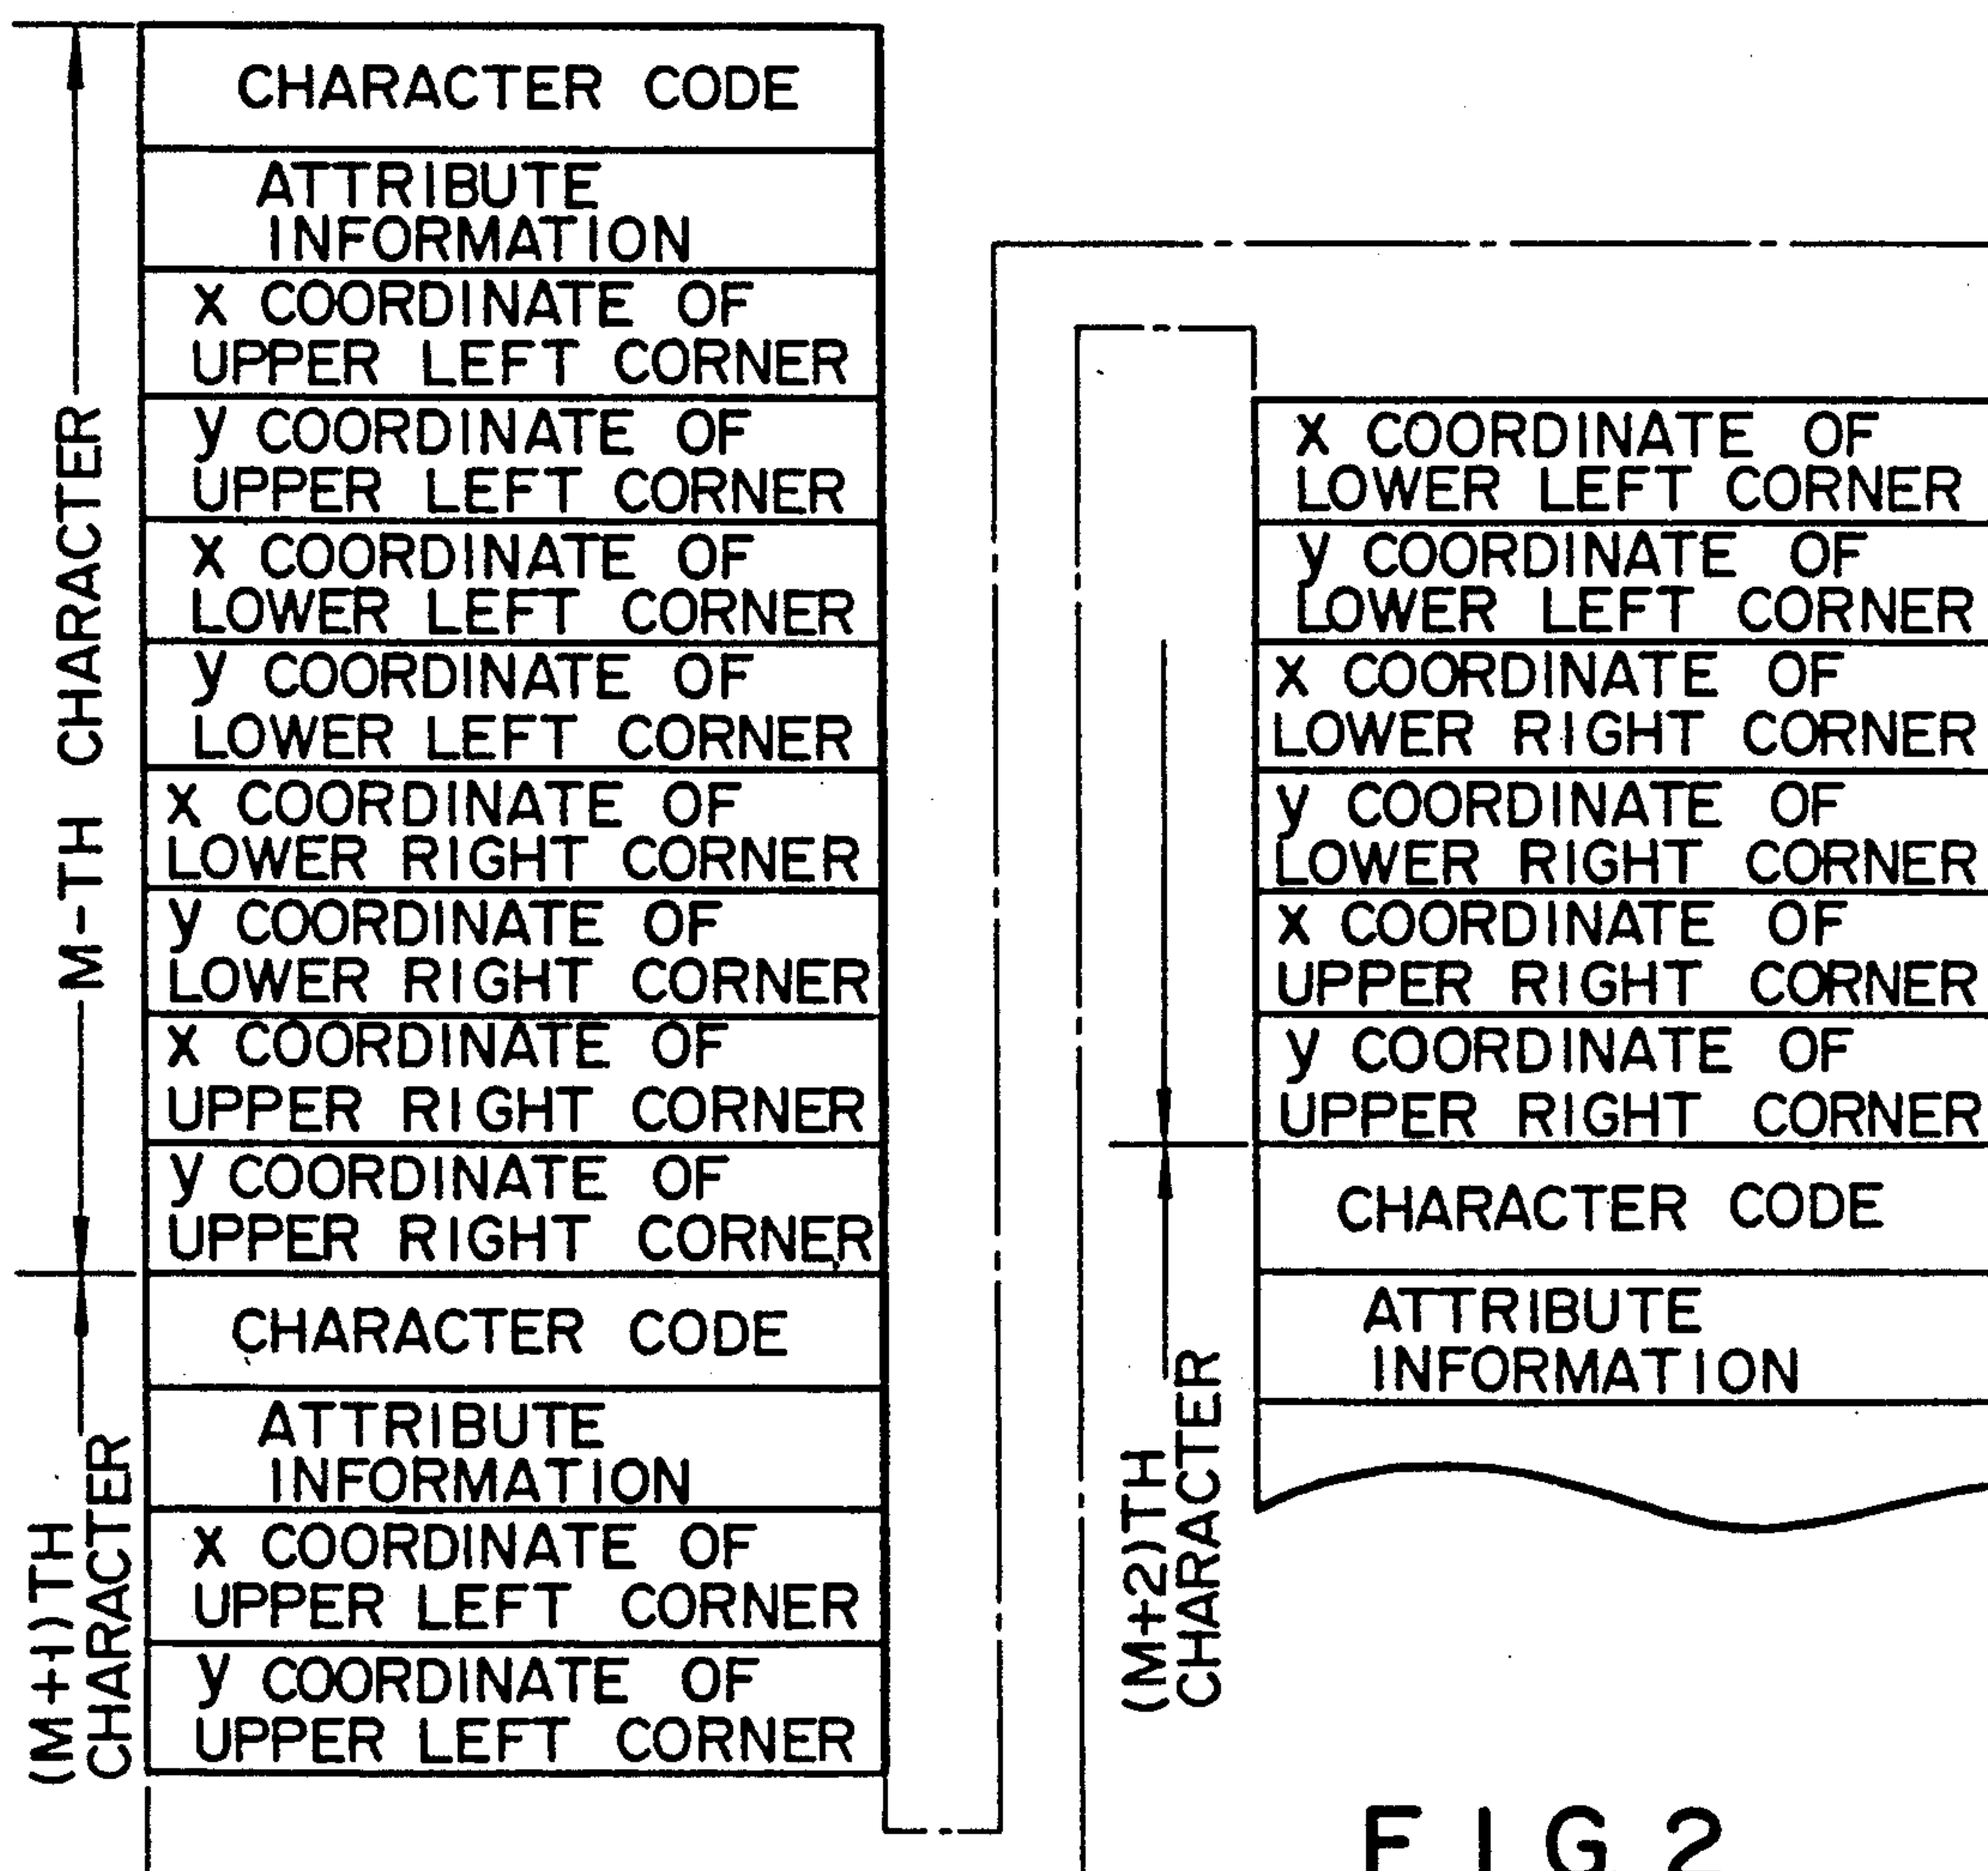 M-TH CHARACTER
CHARACTER CODE
ATTRIBUTE
INFORMATION
x COORDINATE OF
UPPER LEFT CORNER
y COORDINATE OF
UPPER LEFT CORNER
x COORDINATE OF
LOWER LEFT CORNER
y COORDINATE OF
LOWER LEFT CORNER
x COORDINATE OF
LOWER RIGHT CORNER
y COORDINATE OF
LOWER RIGHT CORNER
x COORDINATE OF
UPPER RIGHT CORNER
y COORDINATE OF
UPPER RIGHT CORNER
(M+1)TH
CHARACTER
CHARACTER CODE
ATTRIBUTE
INFORMATION
x COORDINATE OF
UPPER LEFT CORNER
y COORDINATE OF
UPPER LEFT CORNER
x COORDINATE OF
LOWER LEFT CORNER
y COORDINATE OF
LOWER LEFT CORNER
x COORDINATE OF
LOWER RIGHT CORNER
y COORDINATE OF
LOWER RIGHT CORNER
x COORDINATE OF
UPPER RIGHT CORNER
y COORDINATE OF
UPPER RIGHT CORNER
(M+2)TH
CHARACTER
CHARACTER CODE
ATTRIBUTE
INFORMATION
FIG.2